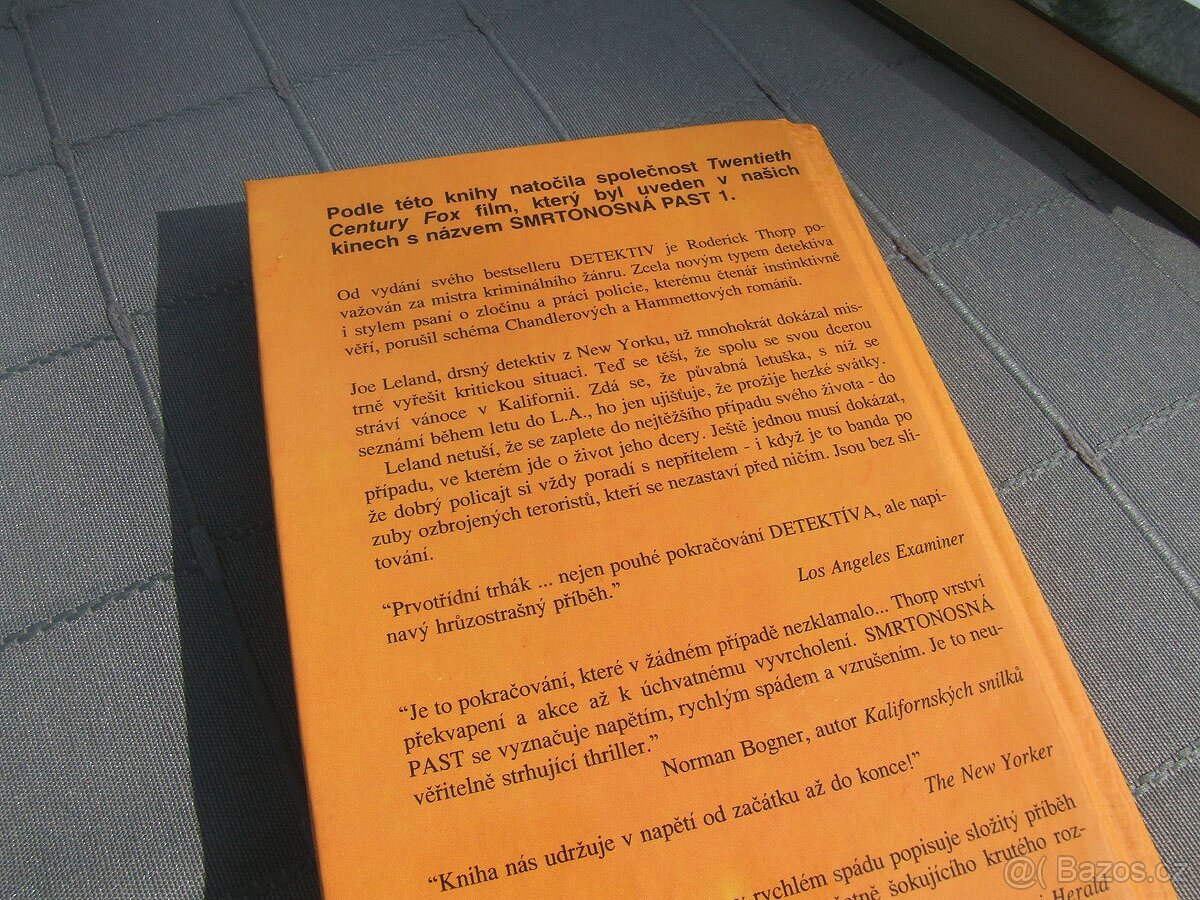 Podle této knihy natočila společnost Twentieth
Century Fox film, který byl uveden v našich
kinech s názvem SMRTONOSNÁ PAST 1.
Od vydání svého bestselleru DETEKTIV je Roderick Thorp po-
važován za mistra kriminálního žánru. Zcela novým typem detektiva
i stylem psaní o zločinu a práci policie, kterému čtenář instinktivně
věří, porušil schéma Chandlerových a Hammettových románů.
Joe Leland, drsný detektiv z New Yorku, už mnohokrát dokázal mis-
trně vyřešit kritickou situaci. Teď se těší, že spolu se svou dcerou
stráví vánoce v Kalifornii. Zdá se, že půvabná letuška, s níž se
seznámí během letu do L.A., ho jen ujišťuje, že prožije hezké svátky.
Leland netuší, že se zaplete do nejtěžšího případu svého života - do
případu, ve kterém jde o život jeho dcery. Ještě jednou musí dokázat,
že dobrý policajt si vždy poradí s nepřítelem - i když je to banda po
zuby ozbrojených teroristů, kteří se nezastaví před ničím. Jsou bez sli-
tování.
“Prvotřídní trhák ... nejen pouhé pokračování DETEKTÍVA, ale napí-
navý hrůzostrašný příběh.”
Los Angeles Examiner
“Je to pokračování, které v žádném případě nezklamalo... Thorp vrství
překvapení a akce až k úchvatnému vyvrcholení. SMRTONOSNÁ
PAST se vyznačuje napětím, rychlým spádem a vzrušením. Je to neu-
věřitelně strhující thriller.”
Norman Bogner, autor Kalifornských snílků
“Kniha nás udržuje v napětí od začátku až do konce!”
The New Yorker
rychlém spádu popisuje složitý příběh
šokujícího krutého roz-
Herald
@( Bazos.cz